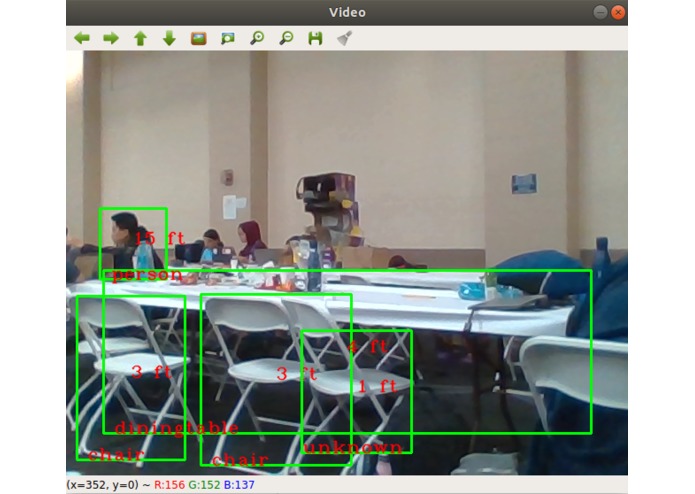 Video
15 ft
person
4 ft
3 ft
3 ft
1 ft
diningtable
unknown
chair
chair
(x=352, y=0) ~ R:156 G:152 B:137